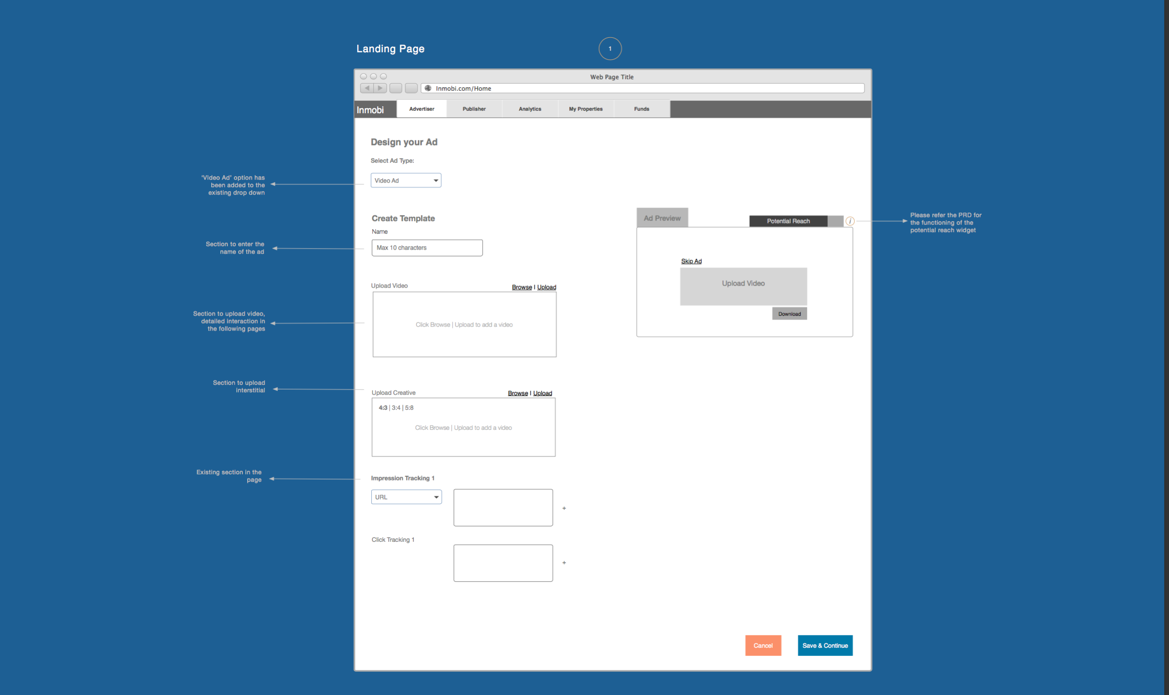 Landing Page
1
Web Page Title
Inmobi.com/Home
Inmobi
Advertiser
Publisher
Analytics
My Properties
Funds
Design your Ad
Select Ad Type:
'Video Ad' option has
been added to the
existing drop down
Video Ad
Create Template
Name
Section to enter the
name of the ad
Max 10 characters
Ad Preview
Potential Reach
i
Please refer the PRD for
the functioning of the
potential reach widget
Skip Ad
Upload Video
Download
Upload Video
Browse | Upload
Section to upload video,
detailed interaction in
the following pages
Click Browse | Upload to add a video
Section to upload
interstitial
Upload Creative
Browse | Upload
4:3 | 3:4 | 5:8
Click Browse | Upload to add a video
Existing section in the
page
Impression Tracking 1
URL
+
Click Tracking 1
+
Cancel
Save & Continue